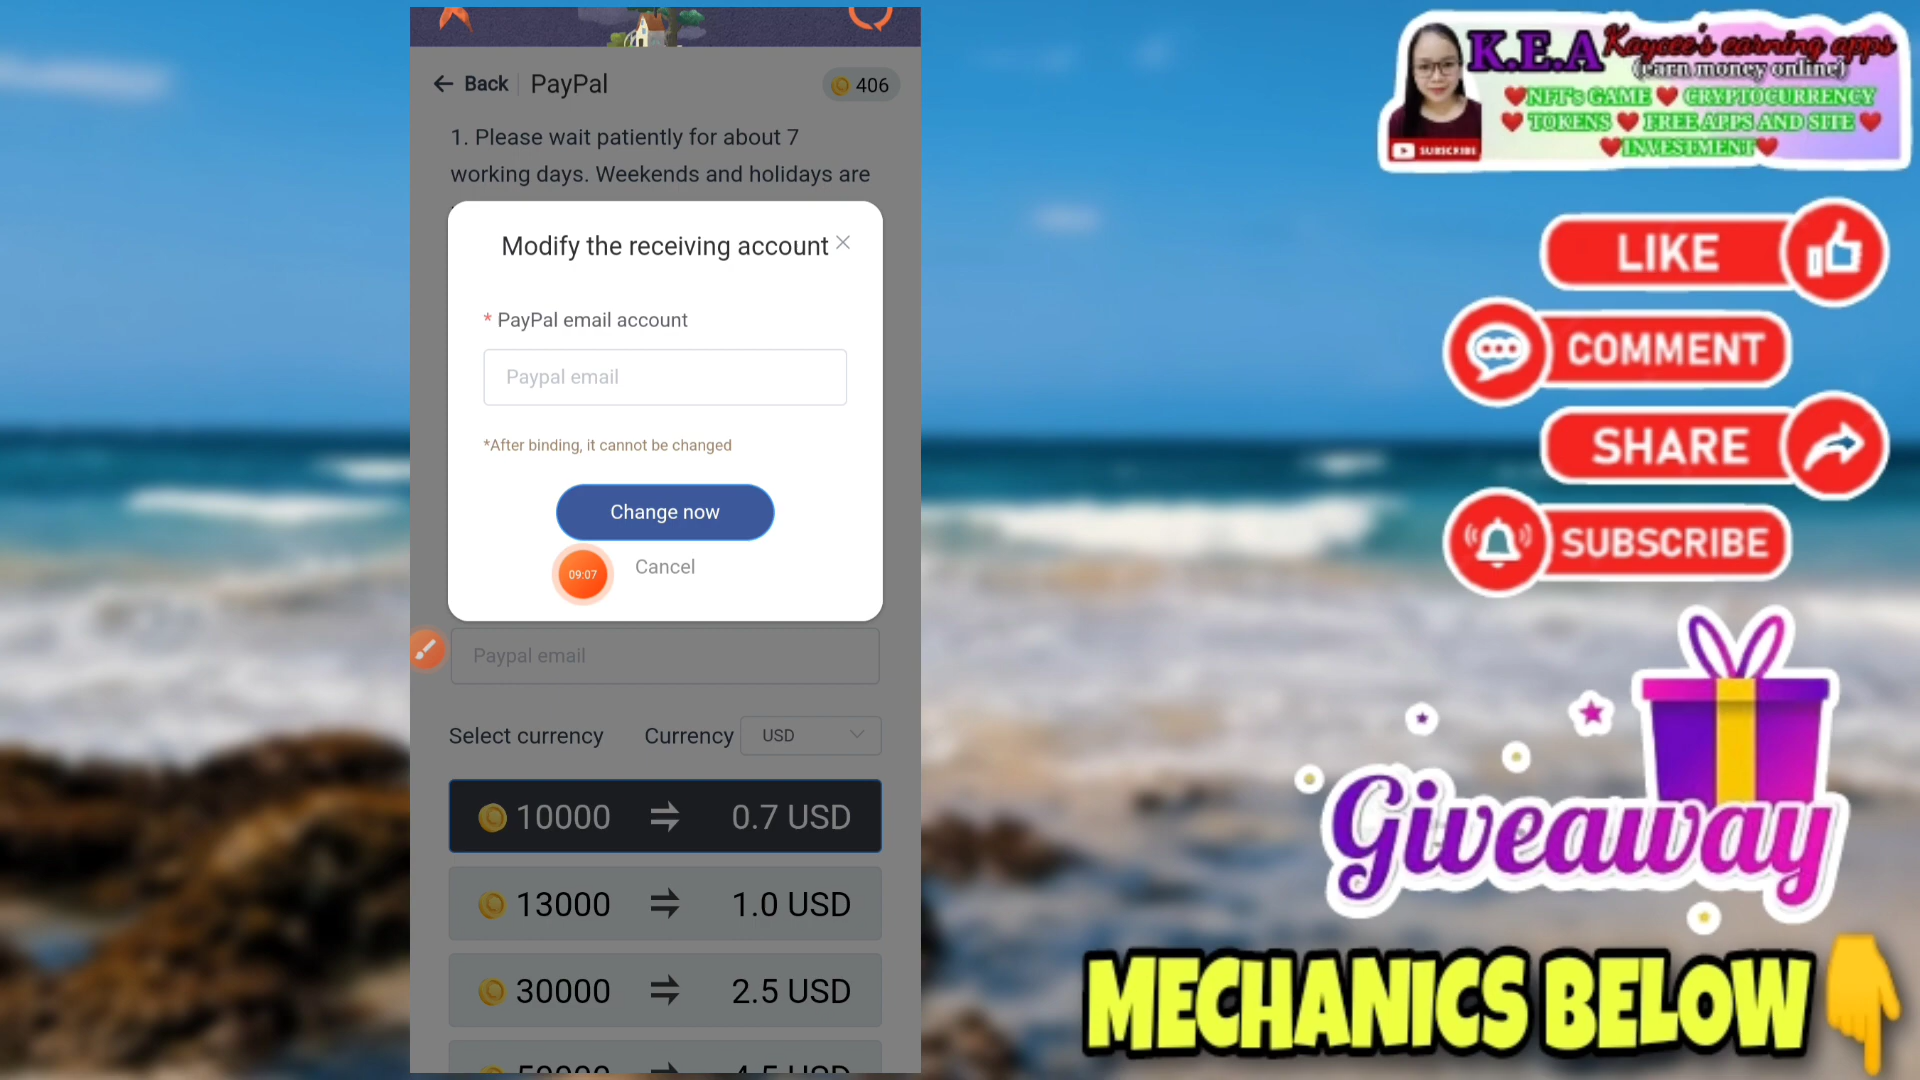 Back PayPal 406
1. Please wait patiently for about 7
working days. Weekends and holidays are
Modify the receiving account
* PayPal email account
Paypal email
*After binding, it cannot be changed
Change now
09:07
Cancel
Paypal email
Select currency Currency USD
10000 0.7 USD
13000 1.0 USD
30000 2.5 USD
K.E.A Kaycee's earning apps
(earn money online)
NFT's GAME CRYPTOCURRENCY
TOKENS FREE APPS AND SITE
INVESTMENT
SUBSCRIBE
LIKE
COMMENT
SHARE
SUBSCRIBE
Giveaway
MECHANICS BELOW